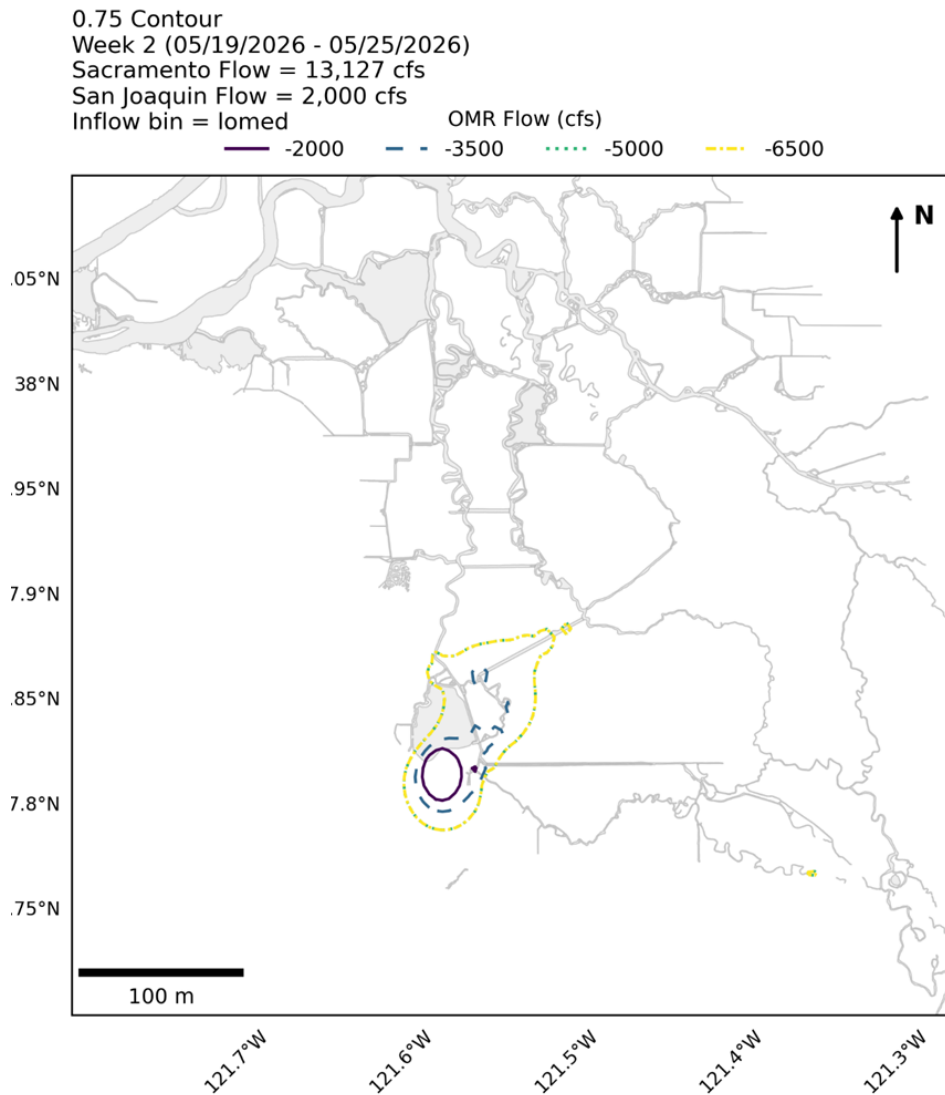 0.75 Contour
Week 2 (05/19/2026 - 05/25/2026)
Sacramento Flow = 13,127 cfs
San Joaquin Flow = 2,000 cfs
Inflow bin = lomed
OMR Flow (cfs)
-2000 -3500 -5000 -6500
N
.05°N
38°N
.95°N
7.9°N
.85°N
7.8°N
.75°N
100 m
121.7°W 121.6°W 121.5°W 121.4°W 121.3°W